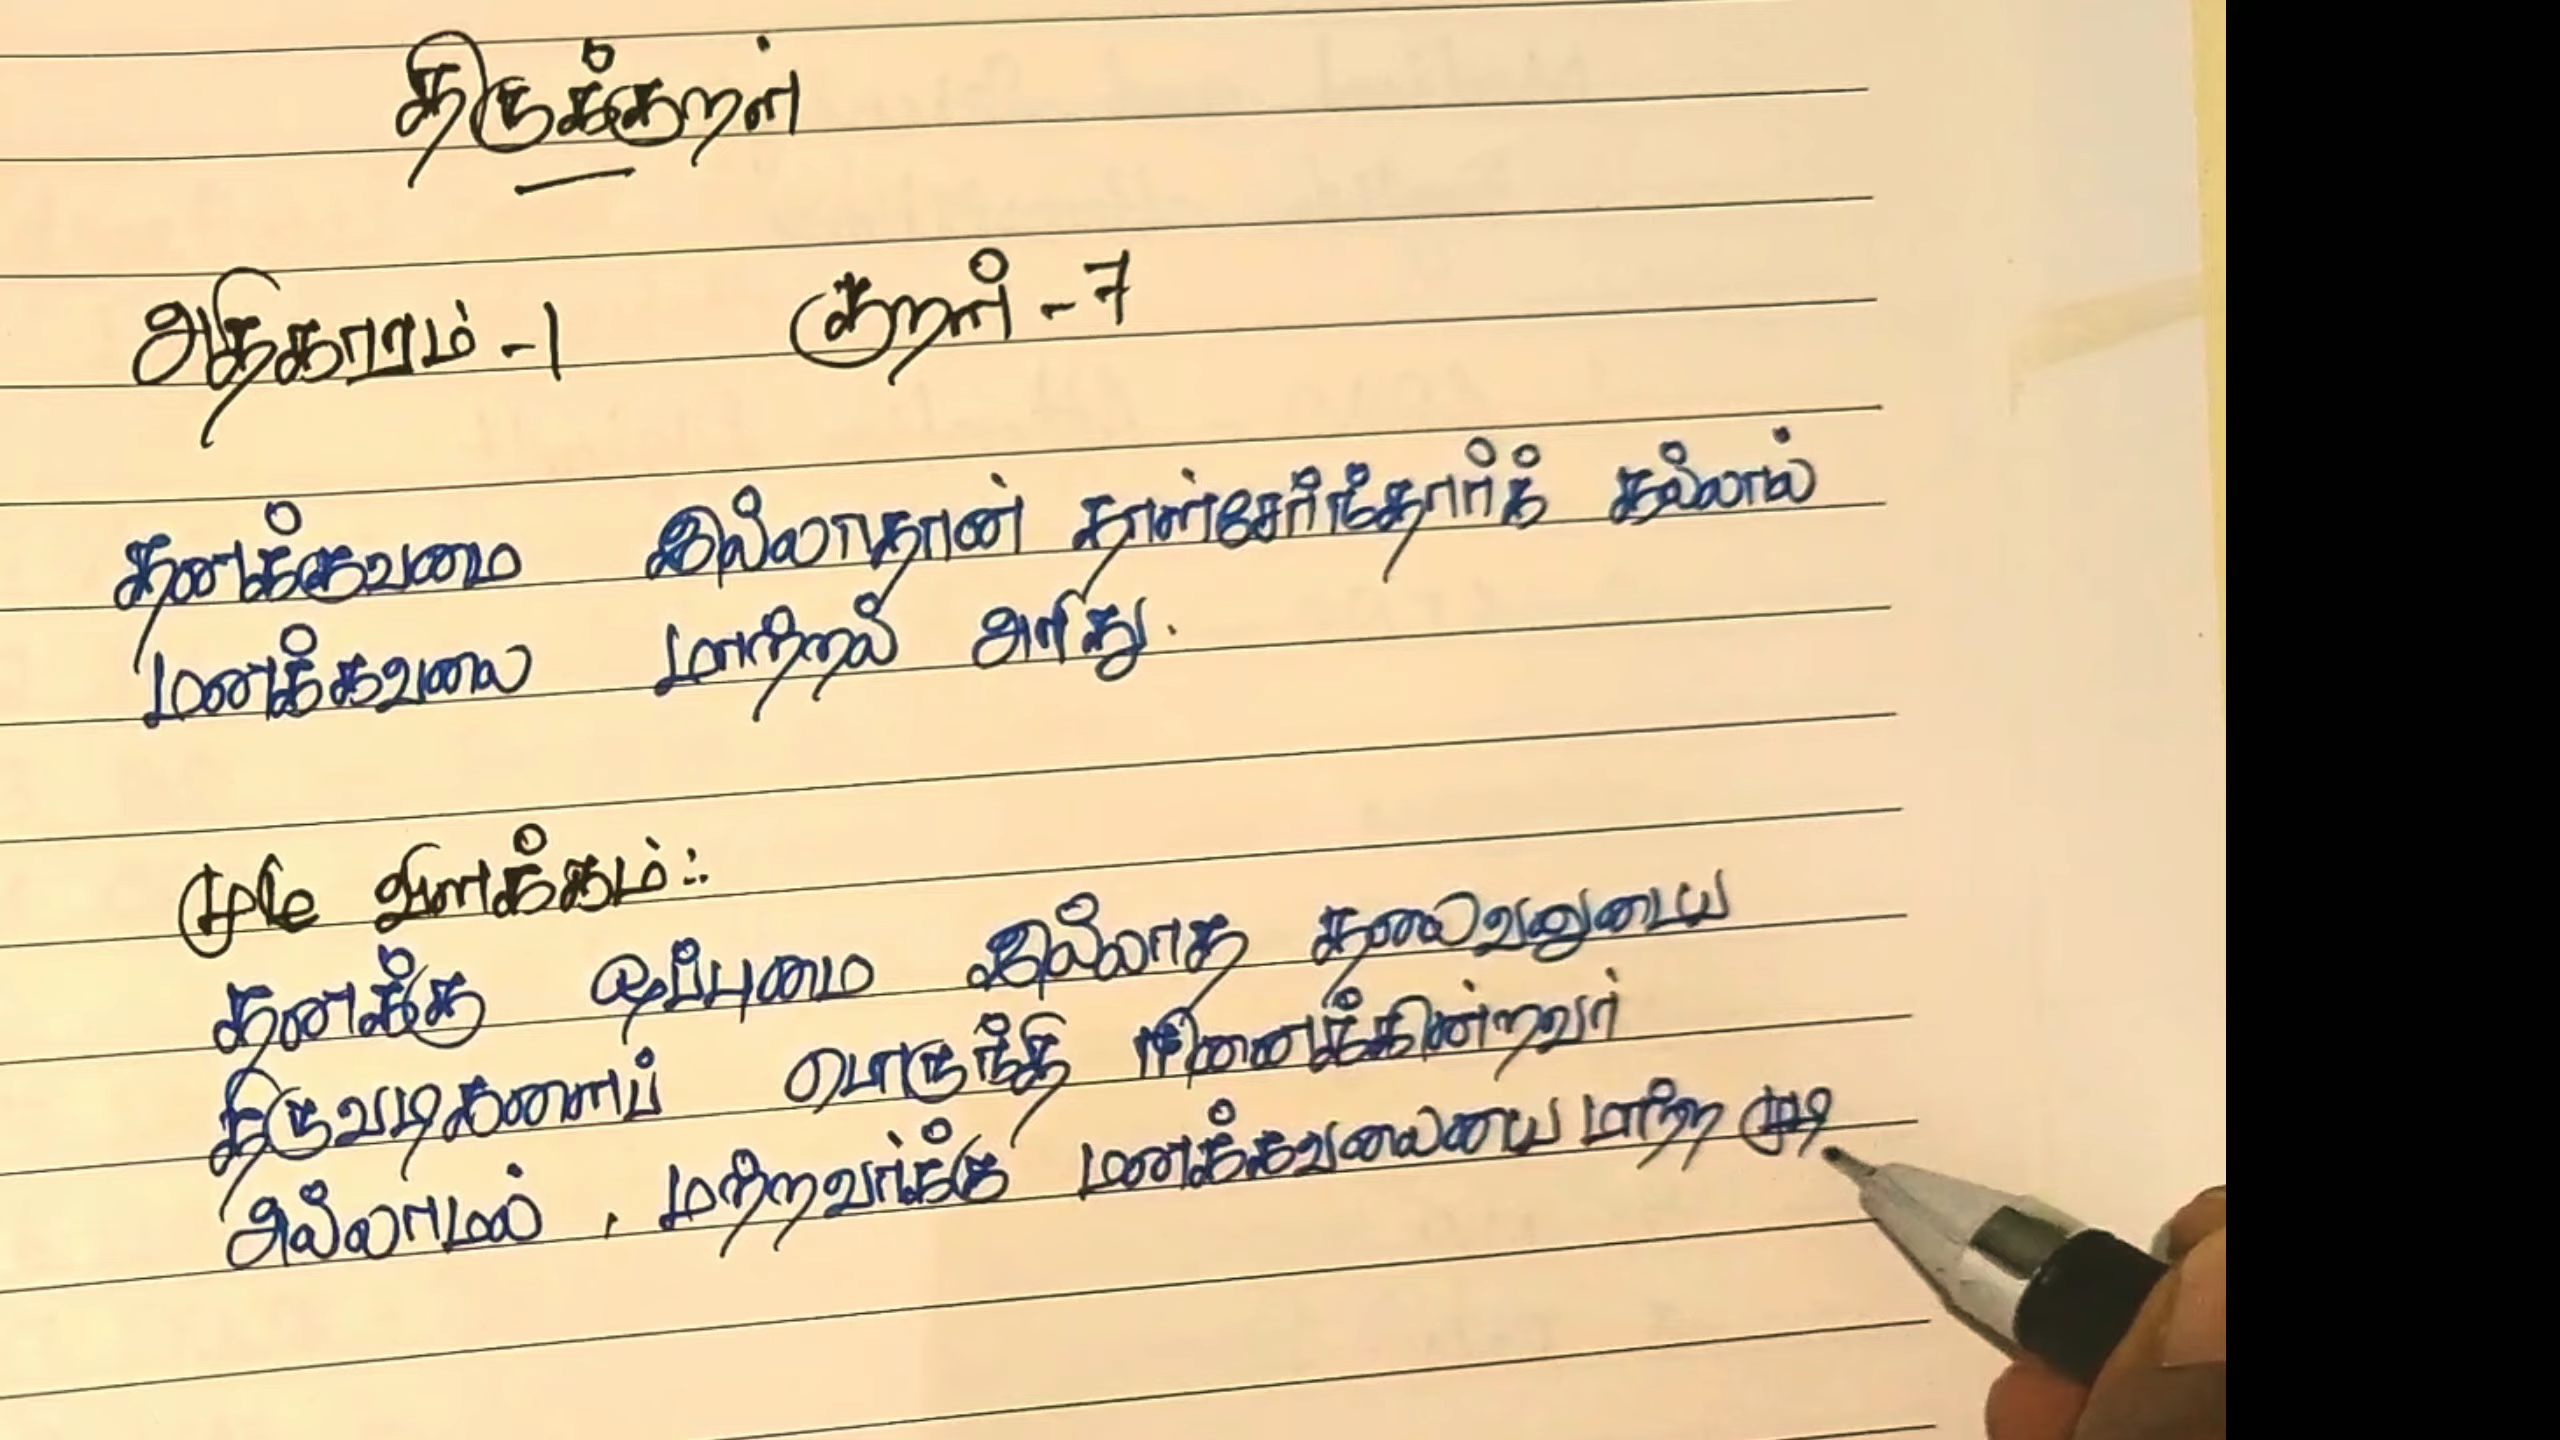 திருக்குறள்
அதிகாரம் -1 குறள் - 7
தனக்குவமை இல்லாதான் தாள்சேர்ந்தார்க் கல்லால்
மனக்கவலை மாற்றல் அரிது.
மு.வ விளக்கம் :-
தனக்கு ஒப்புமை இல்லாத தலைவனுடைய
திருவடிகளைப் பொருந்தி நினைக்கின்றவர்
அல்லாமல் , மற்றவர்க்கு மனக்கவலையை மாற்ற முடி